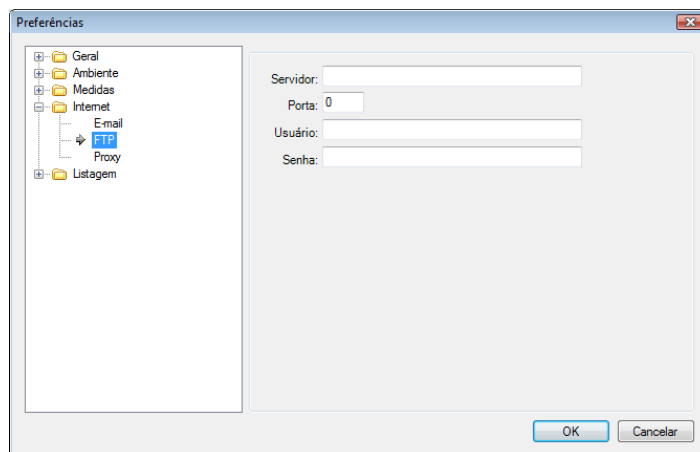 Preferências
Geral
Ambiente
Medidas
Internet
E-mail
FTP
Proxy
Listagem
Servidor:
Porta: 0
Usuário:
Senha:
OK Cancelar